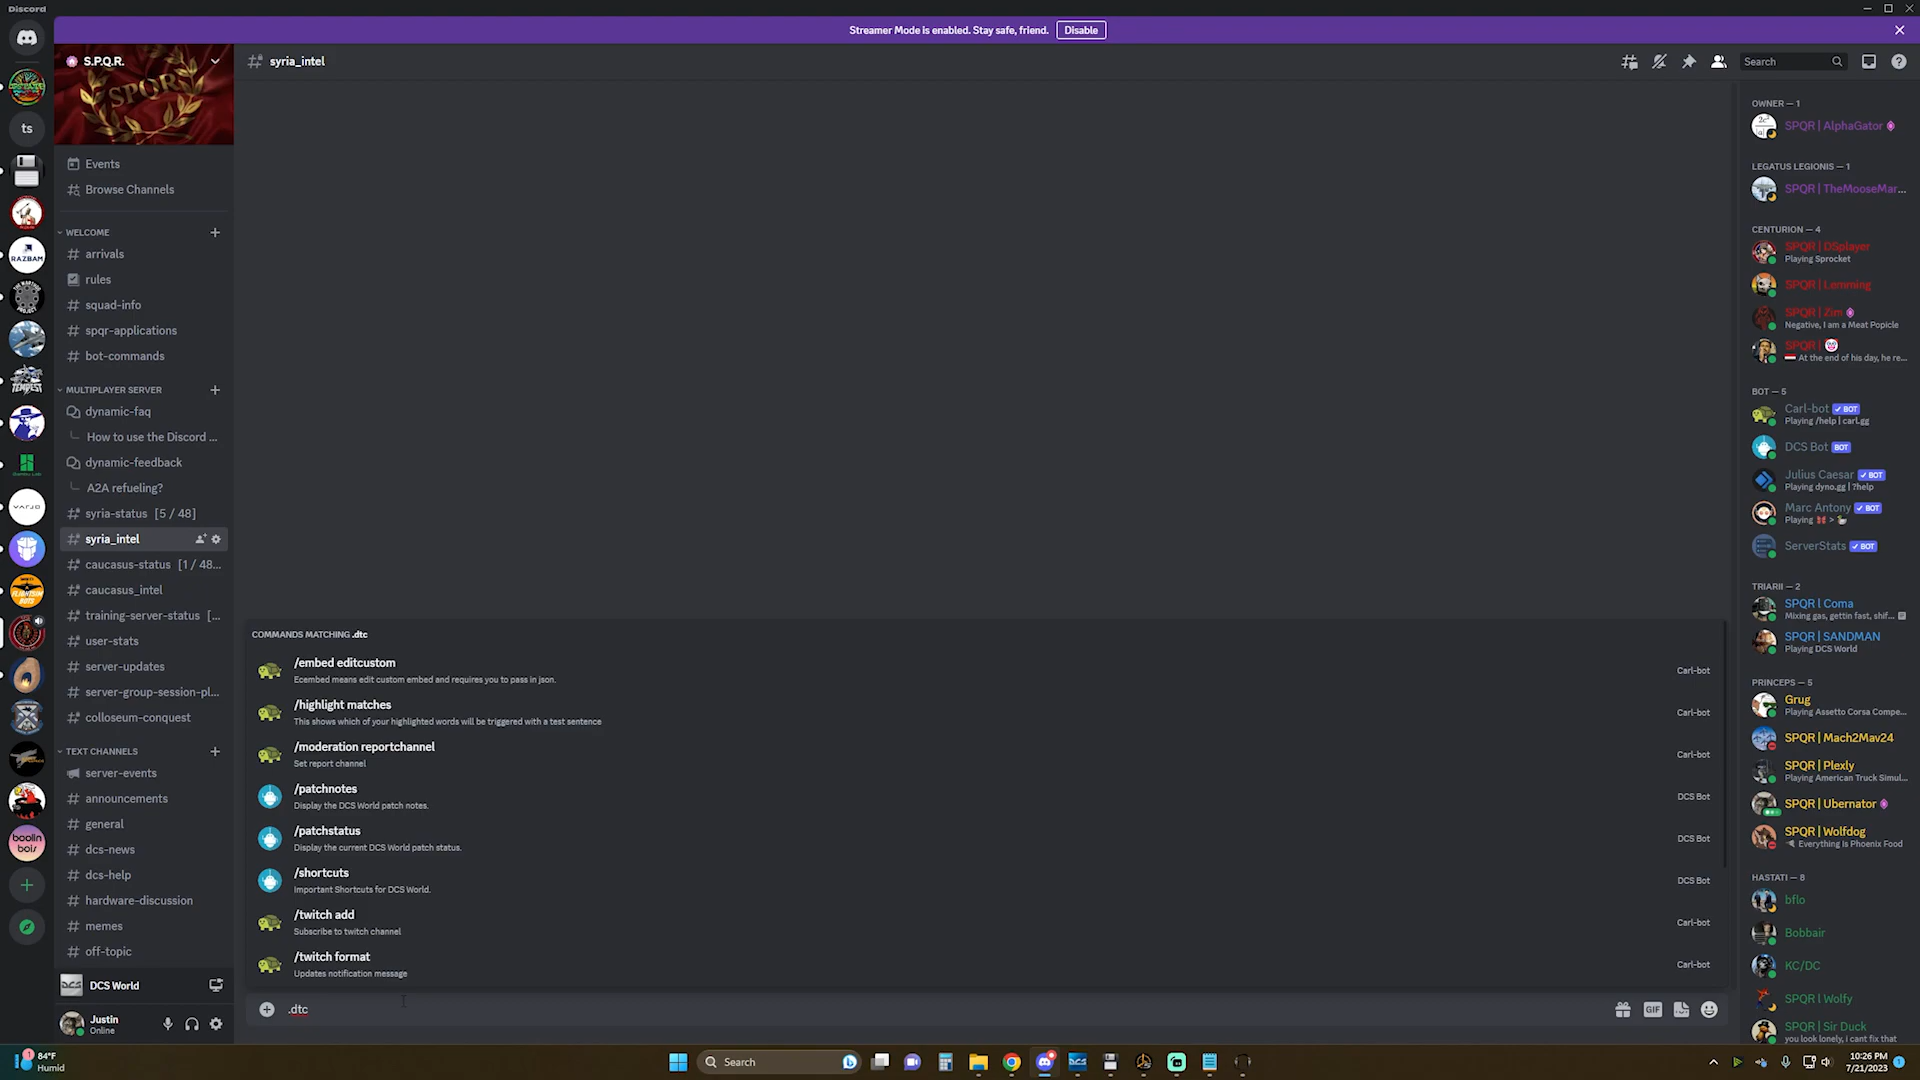 Discord
Streamer Mode is enabled. Stay safe, friend. Disable
S.P.Q.R.
SPQR
Events
Browse Channels
WELCOME
arrivals
rules
squad-info
spqr-applications
bot-commands
MULTIPLAYER SERVER
dynamic-faq
How to use the Discord ...
dynamic-feedback
A2A refueling?
syria-status [5 / 48]
syria_intel
caucasus-status [1 / 48...
caucasus_intel
training-server-status [...
user-stats
server-updates
server-group-session-pl...
colloseum-conquest
TEXT CHANNELS
server-events
announcements
general
dcs-news
dcs-help
hardware-discussion
memes
off-topic
DCS World
Justin
Online
ts
RAZBAM
TEMPEST
VARJO
boolin
bois
syria_intel
Search
COMMANDS MATCHING .dtc
/embed editcustom
Ecembed means edit custom embed and requires you to pass in json.
Carl-bot
/highlight matches
This shows which of your highlighted words will be triggered with a test sentence
Carl-bot
/moderation reportchannel
Set report channel
Carl-bot
/patchnotes
Display the DCS World patch notes.
DCS Bot
/patchstatus
Display the current DCS World patch status.
DCS Bot
/shortcuts
Important Shortcuts for DCS World.
DCS Bot
/twitch add
Subscribe to twitch channel
Carl-bot
/twitch format
Updates notification message
Carl-bot
.dtc
GIF
OWNER — 1
SPQR | AlphaGator
LEGATUS LEGIONIS — 1
SPQR | TheMooseMar...
CENTURION — 4
SPQR | DSplayer
Playing Sprocket
SPQR | Lemming
SPQR | Zim
Negative, I am a Meat Popicle
SPQR |
At the end of his day, he re...
BOT — 5
Carl-bot BOT
Playing /help | carl.gg
DCS Bot BOT
Julius Caesar BOT
Playing dyno.gg | ?help
Marc Antony BOT
Playing
ServerStats BOT
TRIARII — 2
SPQR l Coma
Mixing gas, gettin fast, shif...
SPQR | SANDMAN
Playing DCS World
PRINCEPS — 5
Grug
Playing Assetto Corsa Compe...
SPQR | Mach2Mav24
SPQR | Plexly
Playing American Truck Simul...
SPQR | Ubernator
SPQR | Wolfdog
Everything Is Phoenix Food
HASTATI — 8
bflo
Bobbair
KC/DC
SPQR l Wolfy
SPQR | Sir Duck
you look lonely, i cant fix that
84°F
Humid
Search
10:26 PM
7/21/2023